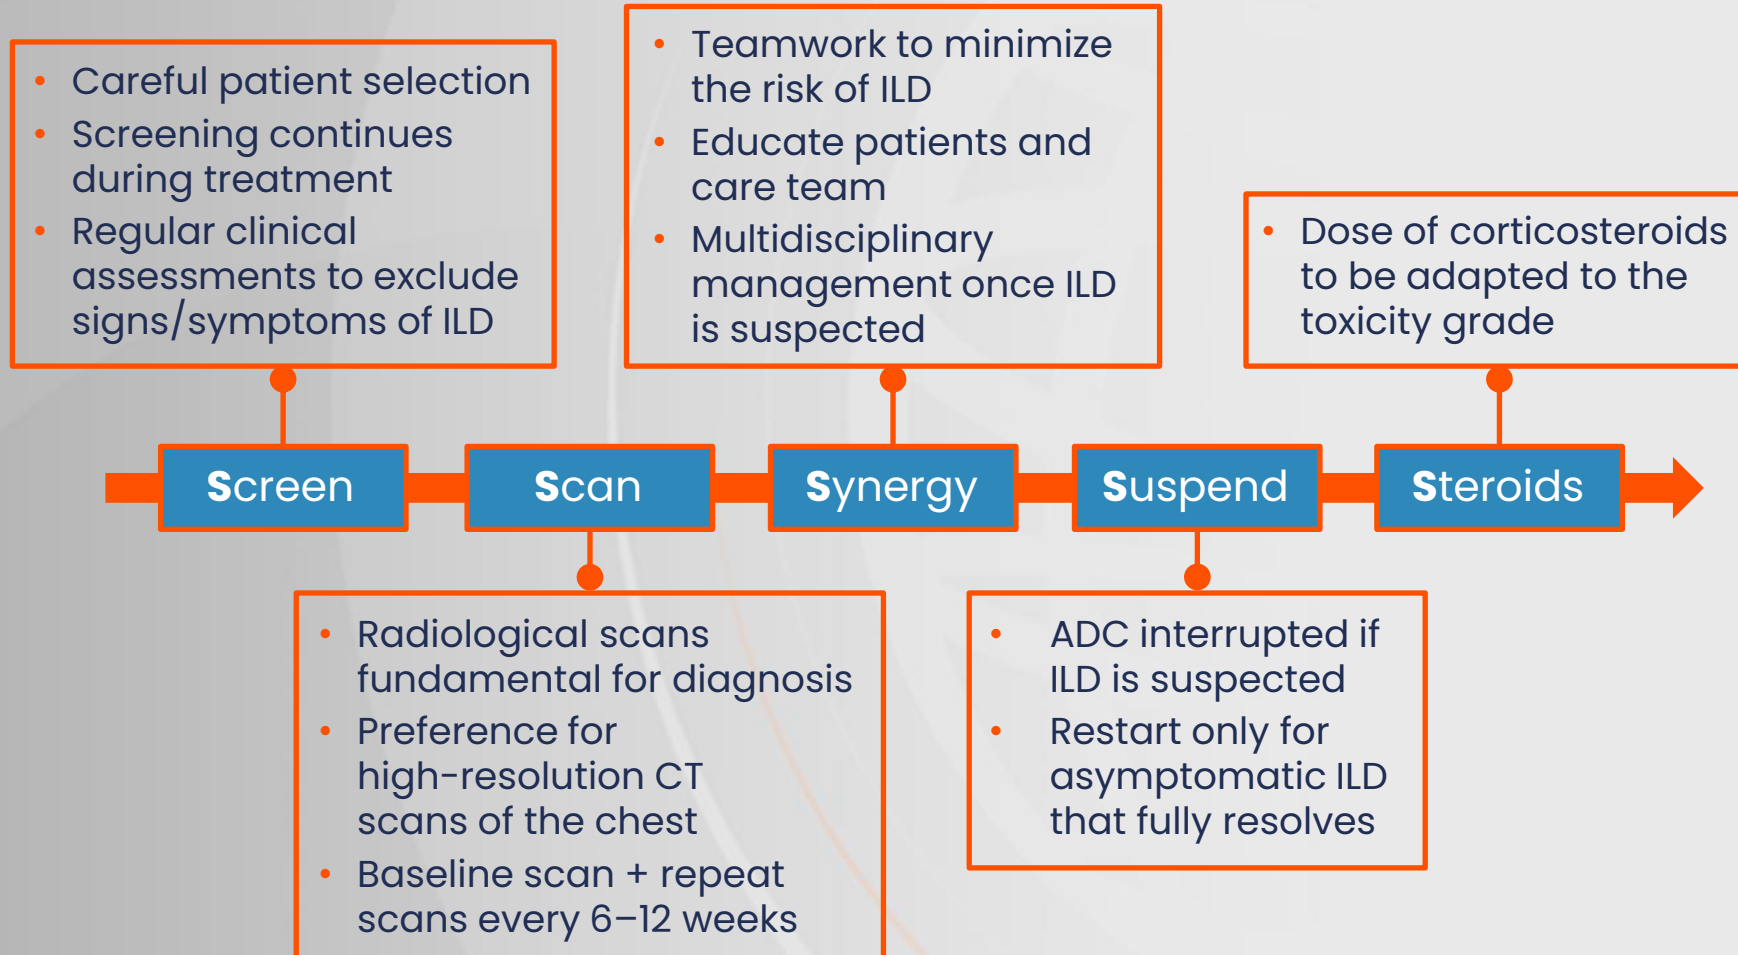 • Careful patient selection
• Screening continues
during treatment
• Regular clinical
assessments to exclude
signs/symptoms of ILD
• Teamwork to minimize
the risk of ILD
• Educate patients and
care team
• Multidisciplinary
management once ILD
is suspected
• Dose of corticosteroids
to be adapted to the
toxicity grade
Screen
Scan
Synergy
Suspend
Steroids
• Radiological scans
fundamental for diagnosis
• Preference for
high-resolution CT
scans of the chest
• Baseline scan + repeat
scans every 6–12 weeks
• ADC interrupted if
ILD is suspected
• Restart only for
asymptomatic ILD
that fully resolves